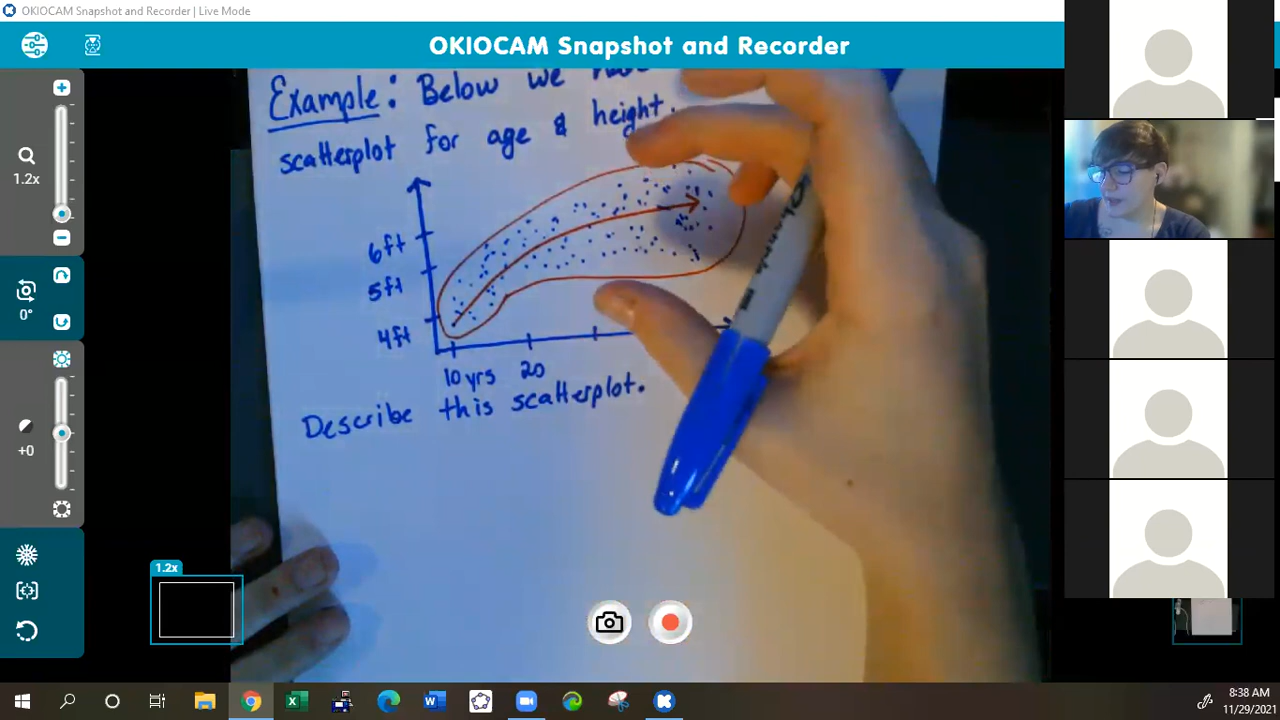 OKIOCAM Snapshot and Recorder | Live Mode
OKIOCAM Snapshot and Recorder
1.2x
0°
+0
Example: Below we have
scatterplot for age & height.
6ft
5ft
4ft
10 yrs 20
Describe this scatterplot.
1.2x
8:38 AM
11/29/2021